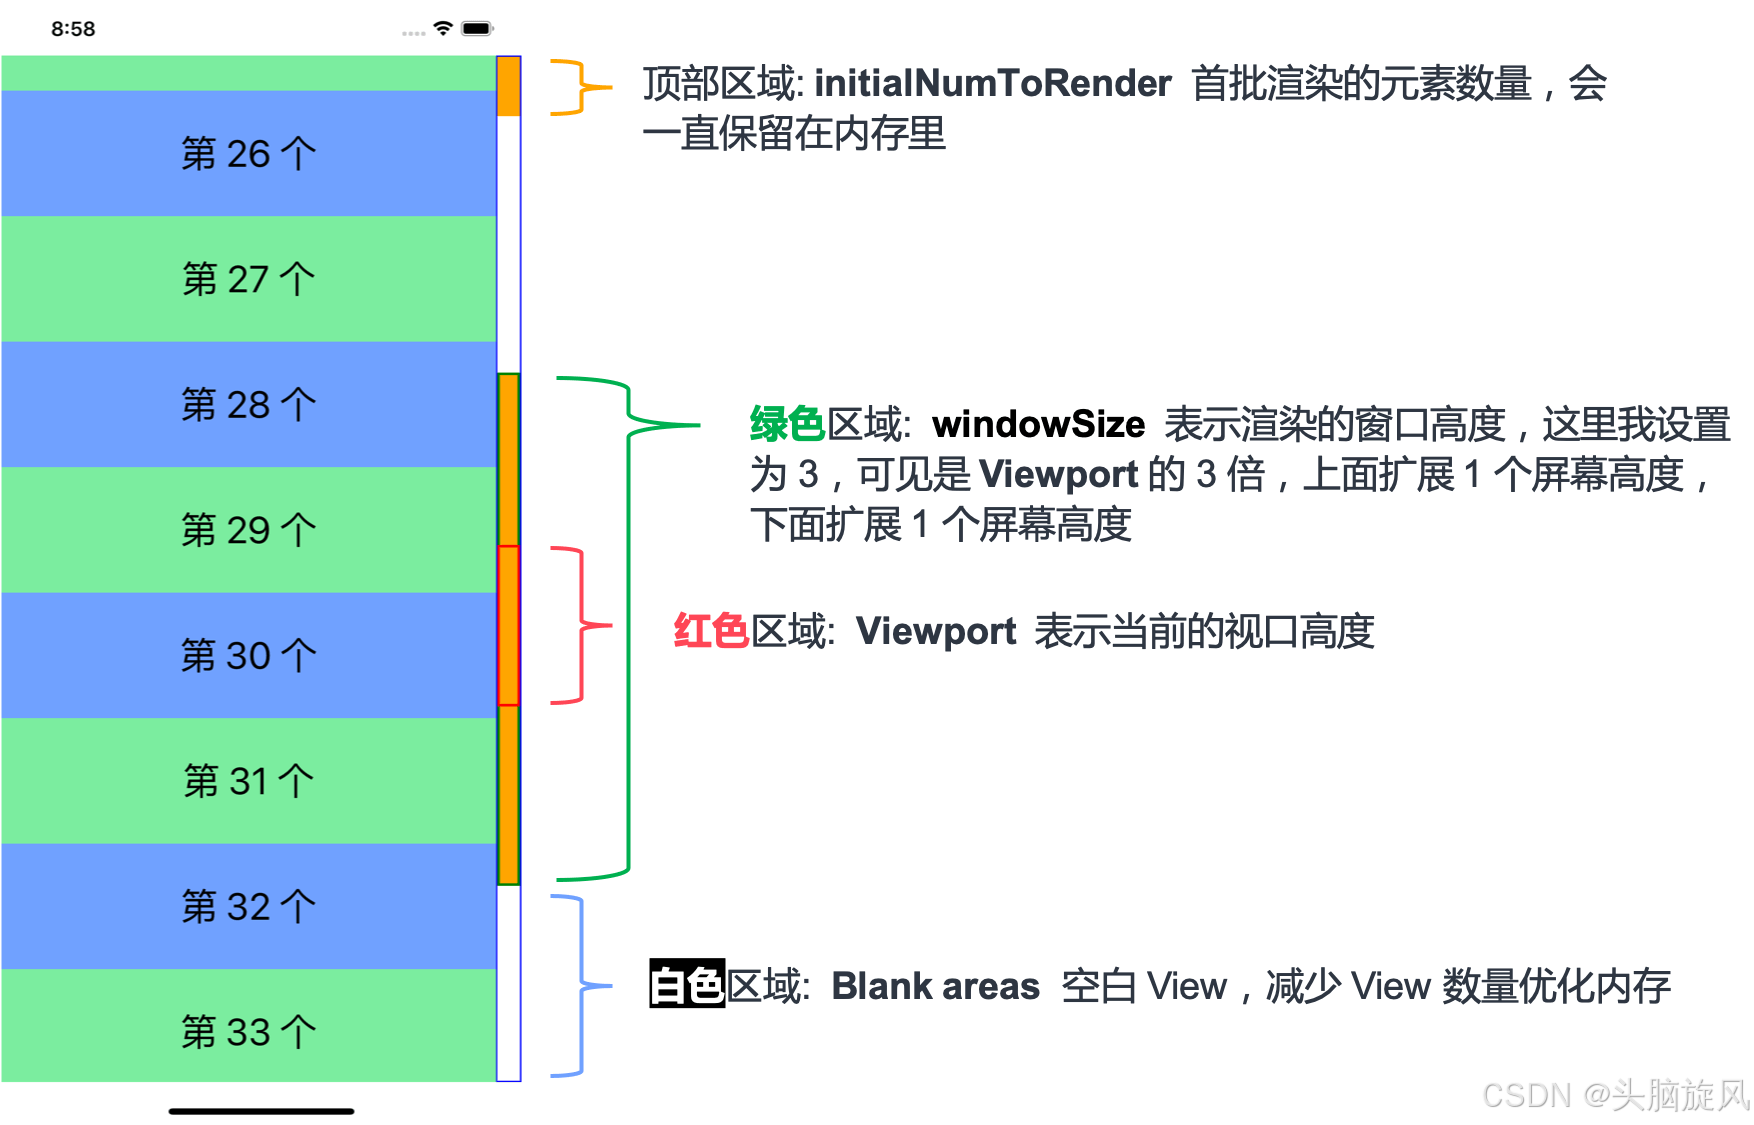 8:58
第 26 个
第 27 个
第 28 个
第 29 个
第 30 个
第 31 个
第 32 个
第 33 个
顶部区域: initialNumToRender 首批渲染的元素数量，会
一直保留在内存里
绿色区域: windowSize 表示渲染的窗口高度，这里我设置
为 3，可见是 Viewport 的 3 倍，上面扩展 1 个屏幕高度，
下面扩展 1 个屏幕高度
红色区域: Viewport 表示当前的视口高度
白色区域: Blank areas 空白 View，减少 View 数量优化内存
CSDN @头脑旋风